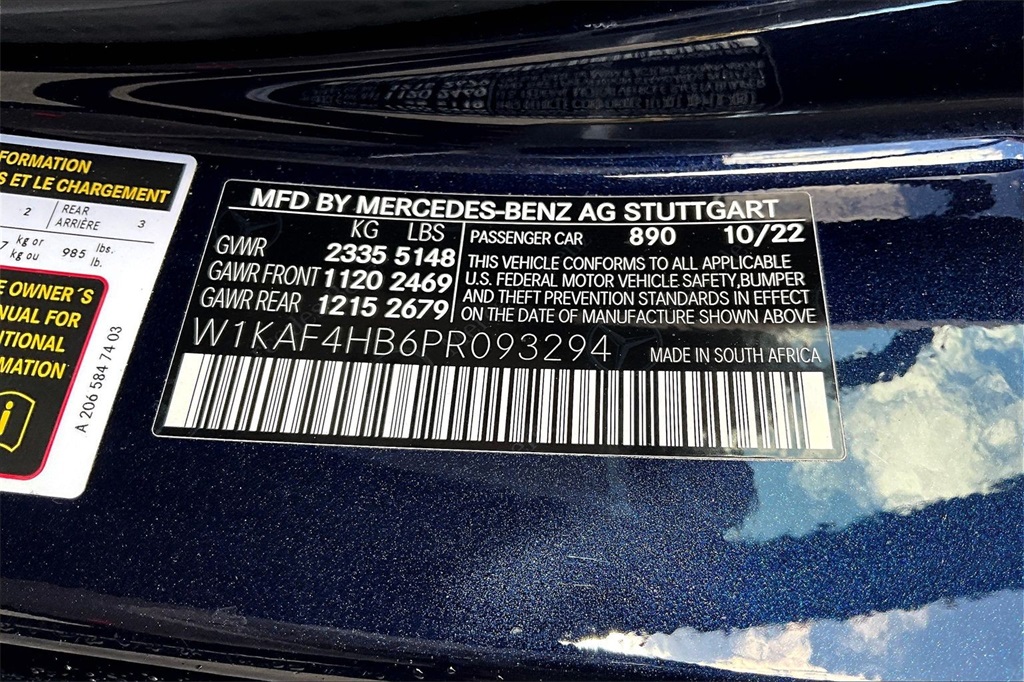 FORMATION
S ET LE CHARGEMENT
2 REAR ARRIÈRE 3
7 kg or kg ou 985 lbs. lb.
E OWNER´S
NUAL FOR
DITIONAL
RMATION
i
A 206 584 74 03
MFD BY MERCEDES-BENZ AG STUTTGART
KG LBS
GVWR 2335 5148
GAWR FRONT 1120 2469
GAWR REAR 1215 2679
PASSENGER CAR 890 10/22
THIS VEHICLE CONFORMS TO ALL APPLICABLE
U.S. FEDERAL MOTOR VEHICLE SAFETY,BUMPER
AND THEFT PREVENTION STANDARDS IN EFFECT
ON THE DATE OF MANUFACTURE SHOWN ABOVE
W1KAF4HB6PR093294 MADE IN SOUTH AFRICA